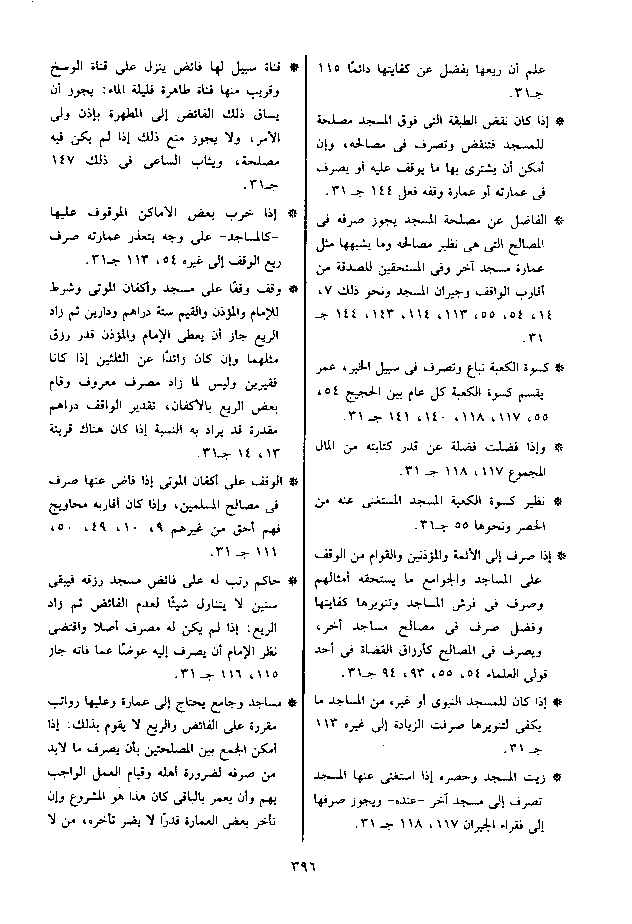 علم أن ريعها يفضل عن كفايتها دائمًا ١١٥
جـ٣١.
* إذا كان نقض الطبقة التى فوق المسجد مصلحة
للمسجد فتنقض وتصرف فى مصالحه، وإن
أمكن أن يشترى بها ما يوقف عليه أو يصرف
فى عمارته أو عمارة وقفه فعل ١٤٤ جـ ٣١.
* الفاضل عن مصلحة المسجد يجوز صرفه فى
المصالح التى هى نظير مصالحه وما يشبهها مثل
عمارة مسجد آخر وفى المستحقين للصدقة من
أقارب الواقف وجيران المسجد ونحو ذلك ٧،
١٤، ٥٤، ٥٥، ١١٣، ١١٤، ١٤٣، ١٤٤ جـ
٣١.
* كسوة الكعبة تباع وتصرف فى سبيل الخير، عمر
يقسم كسوة الكعبة كل عام بين الحجيج ٥٤،
٥٥، ١١٧، ١١٨، ١٤٠، ١٤١ جـ٣١.
* وإذا فضلت فضلة عن قدر كتابته من المال
المجموع ١١٧، ١١٨ جـ ٣١.
* نظير كسوة الكعبة المسجد المستغنى عنه من
الحصر ونحوها ٥٥ جـ٣١.
* إذا صرف إلى الأئمة والمؤذنين والقوام من الوقف
على المساجد والجوامع ما يستحقه أمثالهم
وصرف فى فرش المساجد وتنويرها كفايتها
وفضل صرف فى مصالح مساجد أخر،
ويصرف فى المصالح كأرزاق القضاة فى أحد
قولى العلماء ٥٤، ٥٥، ٩٣، ٩٤ جـ٣١.
* إذا كان للمسجد النبوى أو غيره من المساجد ما
يكفى لتنويرها صرفت الزيادة إلى غيره ١١٣
جـ ٣١.
* زيت المسجد وحصره إذا استغنى عنها المسجد
تصرف إلى مسجد آخر -عنده- ويجوز صرفها
إلى فقراء الجيران ١١٧، ١١٨ جـ ٣١.
* قناة سبيل لها فائض ينزل على قناة الوسخ
وقريب منها قناة طاهرة قليلة الماء: يجوز أن
يساق ذلك الفائض إلى المطهرة بإذن ولى
الأمر، ولا يجوز منع ذلك إذا لم يكن فيه
مصلحة، ويثاب الساعى فى ذلك ١٤٧
جـ٣١.
* إذا خرب بعض الأماكن الموقوف عليها
-كالمساجد- على وجه يتعذر عمارته صرف
ريع الوقف إلى غيره ٥٤، ١١٣ جـ٣١.
* وقف وقفًا على مسجد وأكفان الموتى وشرط
للإمام والمؤذن والقيم ستة دراهم ودارين ثم زاد
الريع جاز أن يعطى الإمام والمؤذن قدر رزق
مثلهما وإن كان زائدًا عن الثلثين إذا كانا
فقيرين وليس لما زاد مصرف معروف وقام
بعض الريع بالأكفان، تقدير الواقف دراهم
مقدرة قد يراد به النسبة إذا كان هناك قرينة
١٣، ١٤ جـ٣١.
* الوقف على أكفان الموتى إذا فاض عنها صرف
فى مصالح المسلمين، وإذا كان أقاربه محاويج
فهم أحق من غيرهم ٩، ١٠، ٤٩، ٥٠،
١١١ جـ ٣١.
* حاكم رتب له على فائض مسجد رزقه فيبقى
سنين لا يتناول شيئًا لعدم الفائض ثم زاد
الريع: إذا لم يكن له مصرف أصلا واقتضى
نظر الإمام أن يصرف إليه عوضًا عما فاته جاز
١١٥، ١١٦ جـ ٣١.
* مساجد وجامع يحتاج إلى عمارة وعليها رواتب
مقررة على الفائض والريع لا يقوم بذلك: إذا
أمكن الجمع بين المصلحتين بأن يصرف ما لابد
من صرفه لضرورة أهله وقيام العمل الواجب
بهم وأن يعمر بالباقى كان هذا هو المشروع وإن
تأخر بعض العمارة قدرًا لا يضر تأخره، من لا
٣٩٦